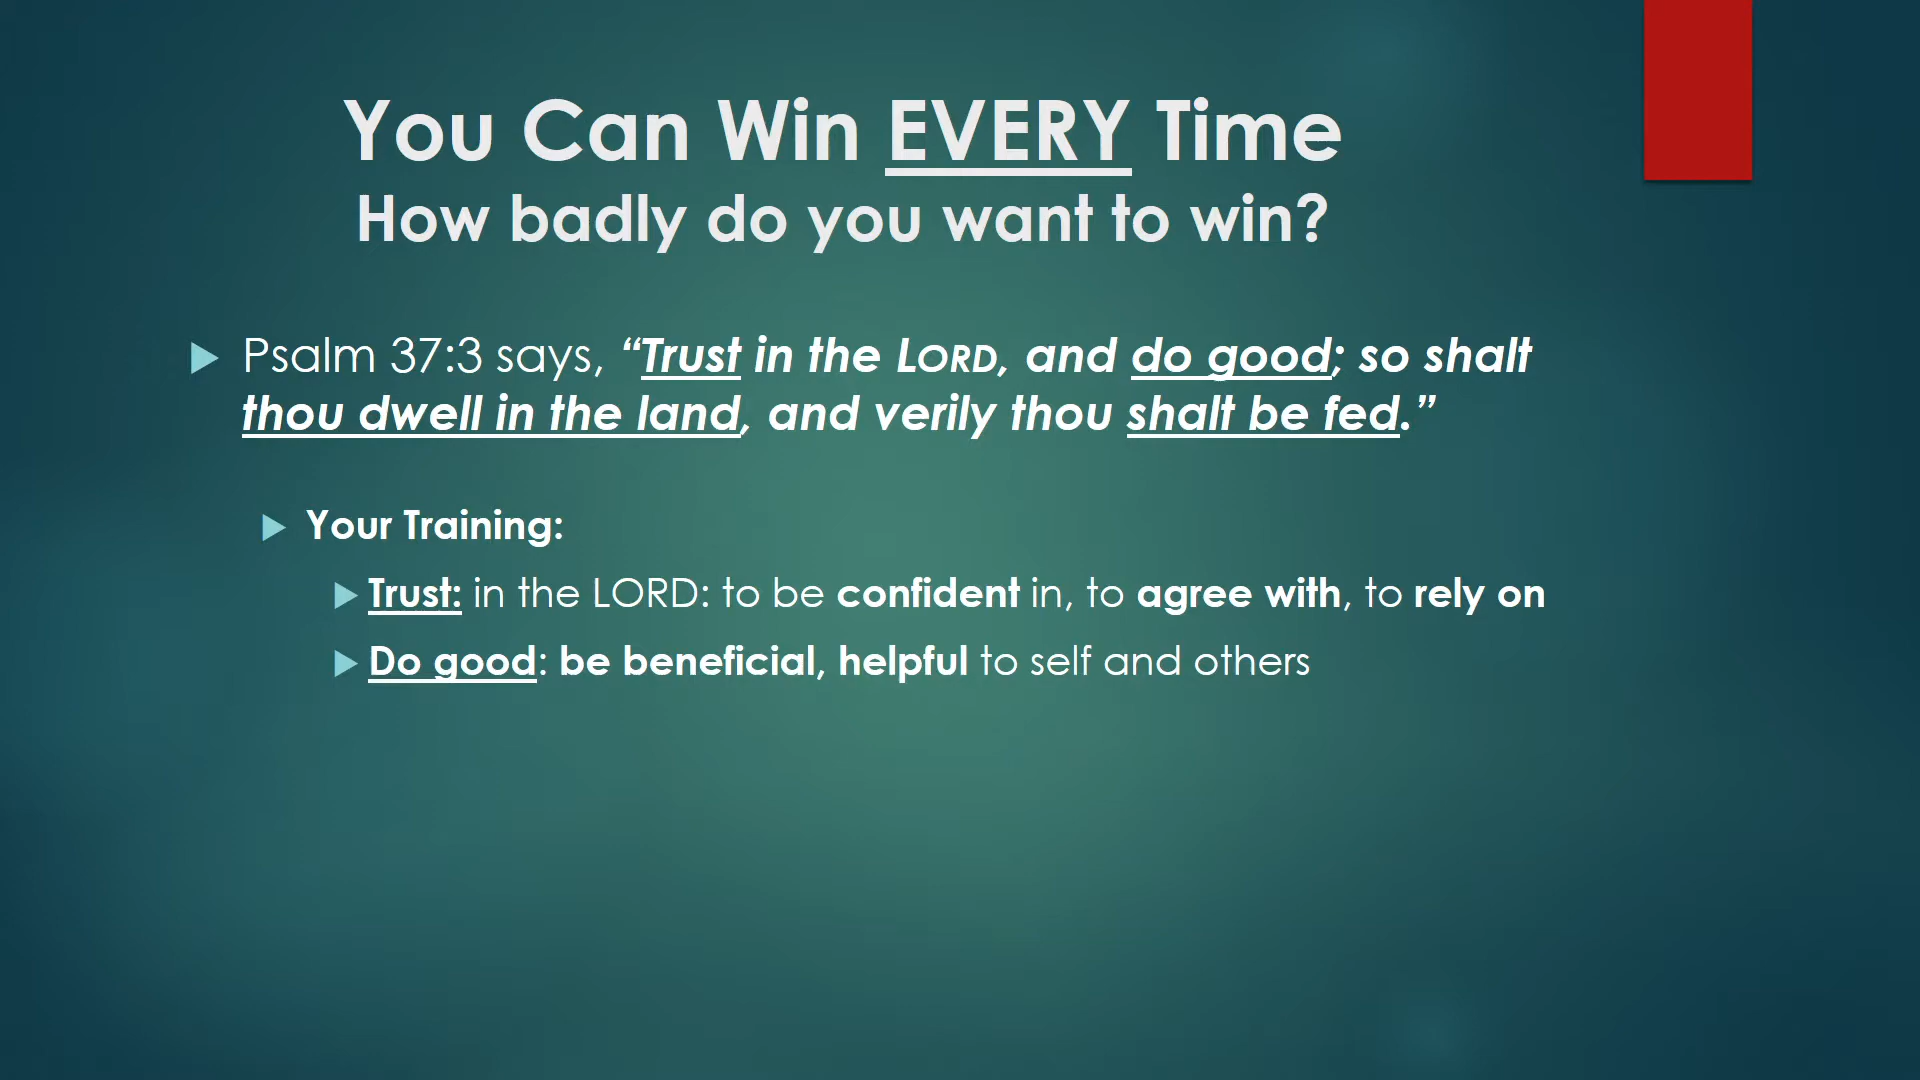 You Can Win EVERY Time
How badly do you want to win?
Psalm 37:3 says, “Trust in the LORD, and do good; so shalt
thou dwell in the land, and verily thou shalt be fed.”
Your Training:
Trust: in the LORD: to be confident in, to agree with, to rely on
Do good: be beneficial, helpful to self and others